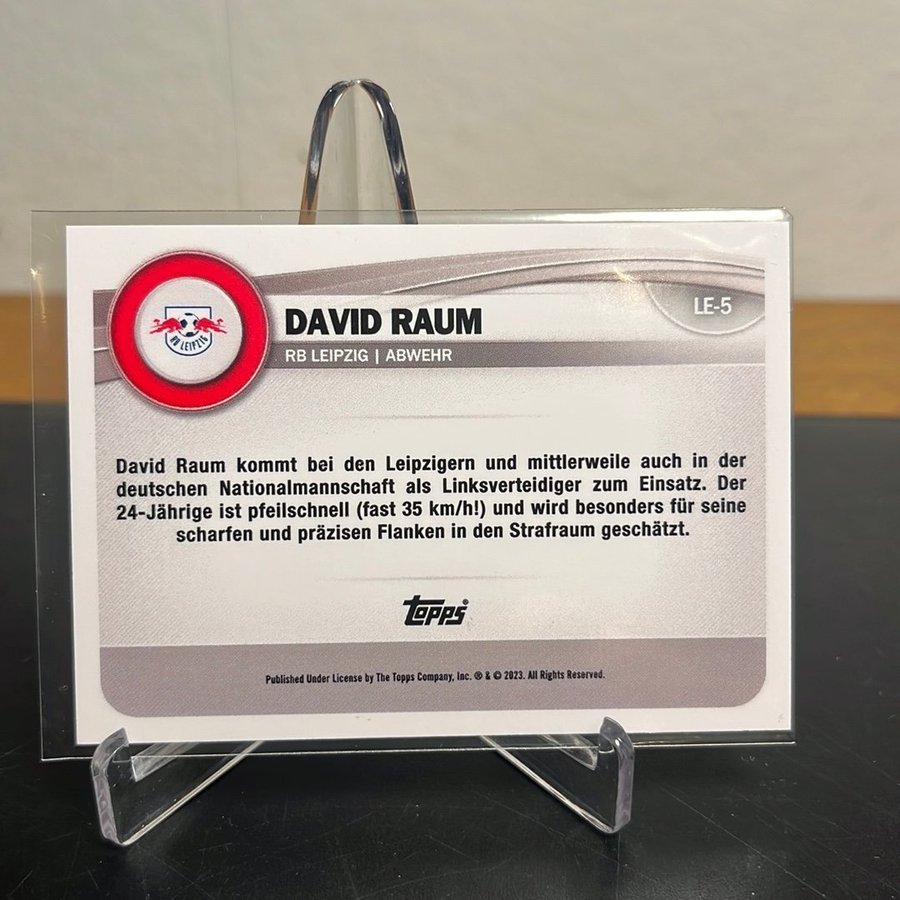 LE-5
DAVID RAUM
RB LEIPZIG | ABWEHR
RB LEIPZIG
David Raum kommt bei den Leipzigern und mittlerweile auch in der
deutschen Nationalmannschaft als Linksverteidiger zum Einsatz. Der
24-Jährige ist pfeilschnell (fast 35 km/h!) und wird besonders für seine
scharfen und präzisen Flanken in den Strafraum geschätzt.
Topps®
Published Under License by The Topps Company, Inc. ® & © 2023. All Rights Reserved.